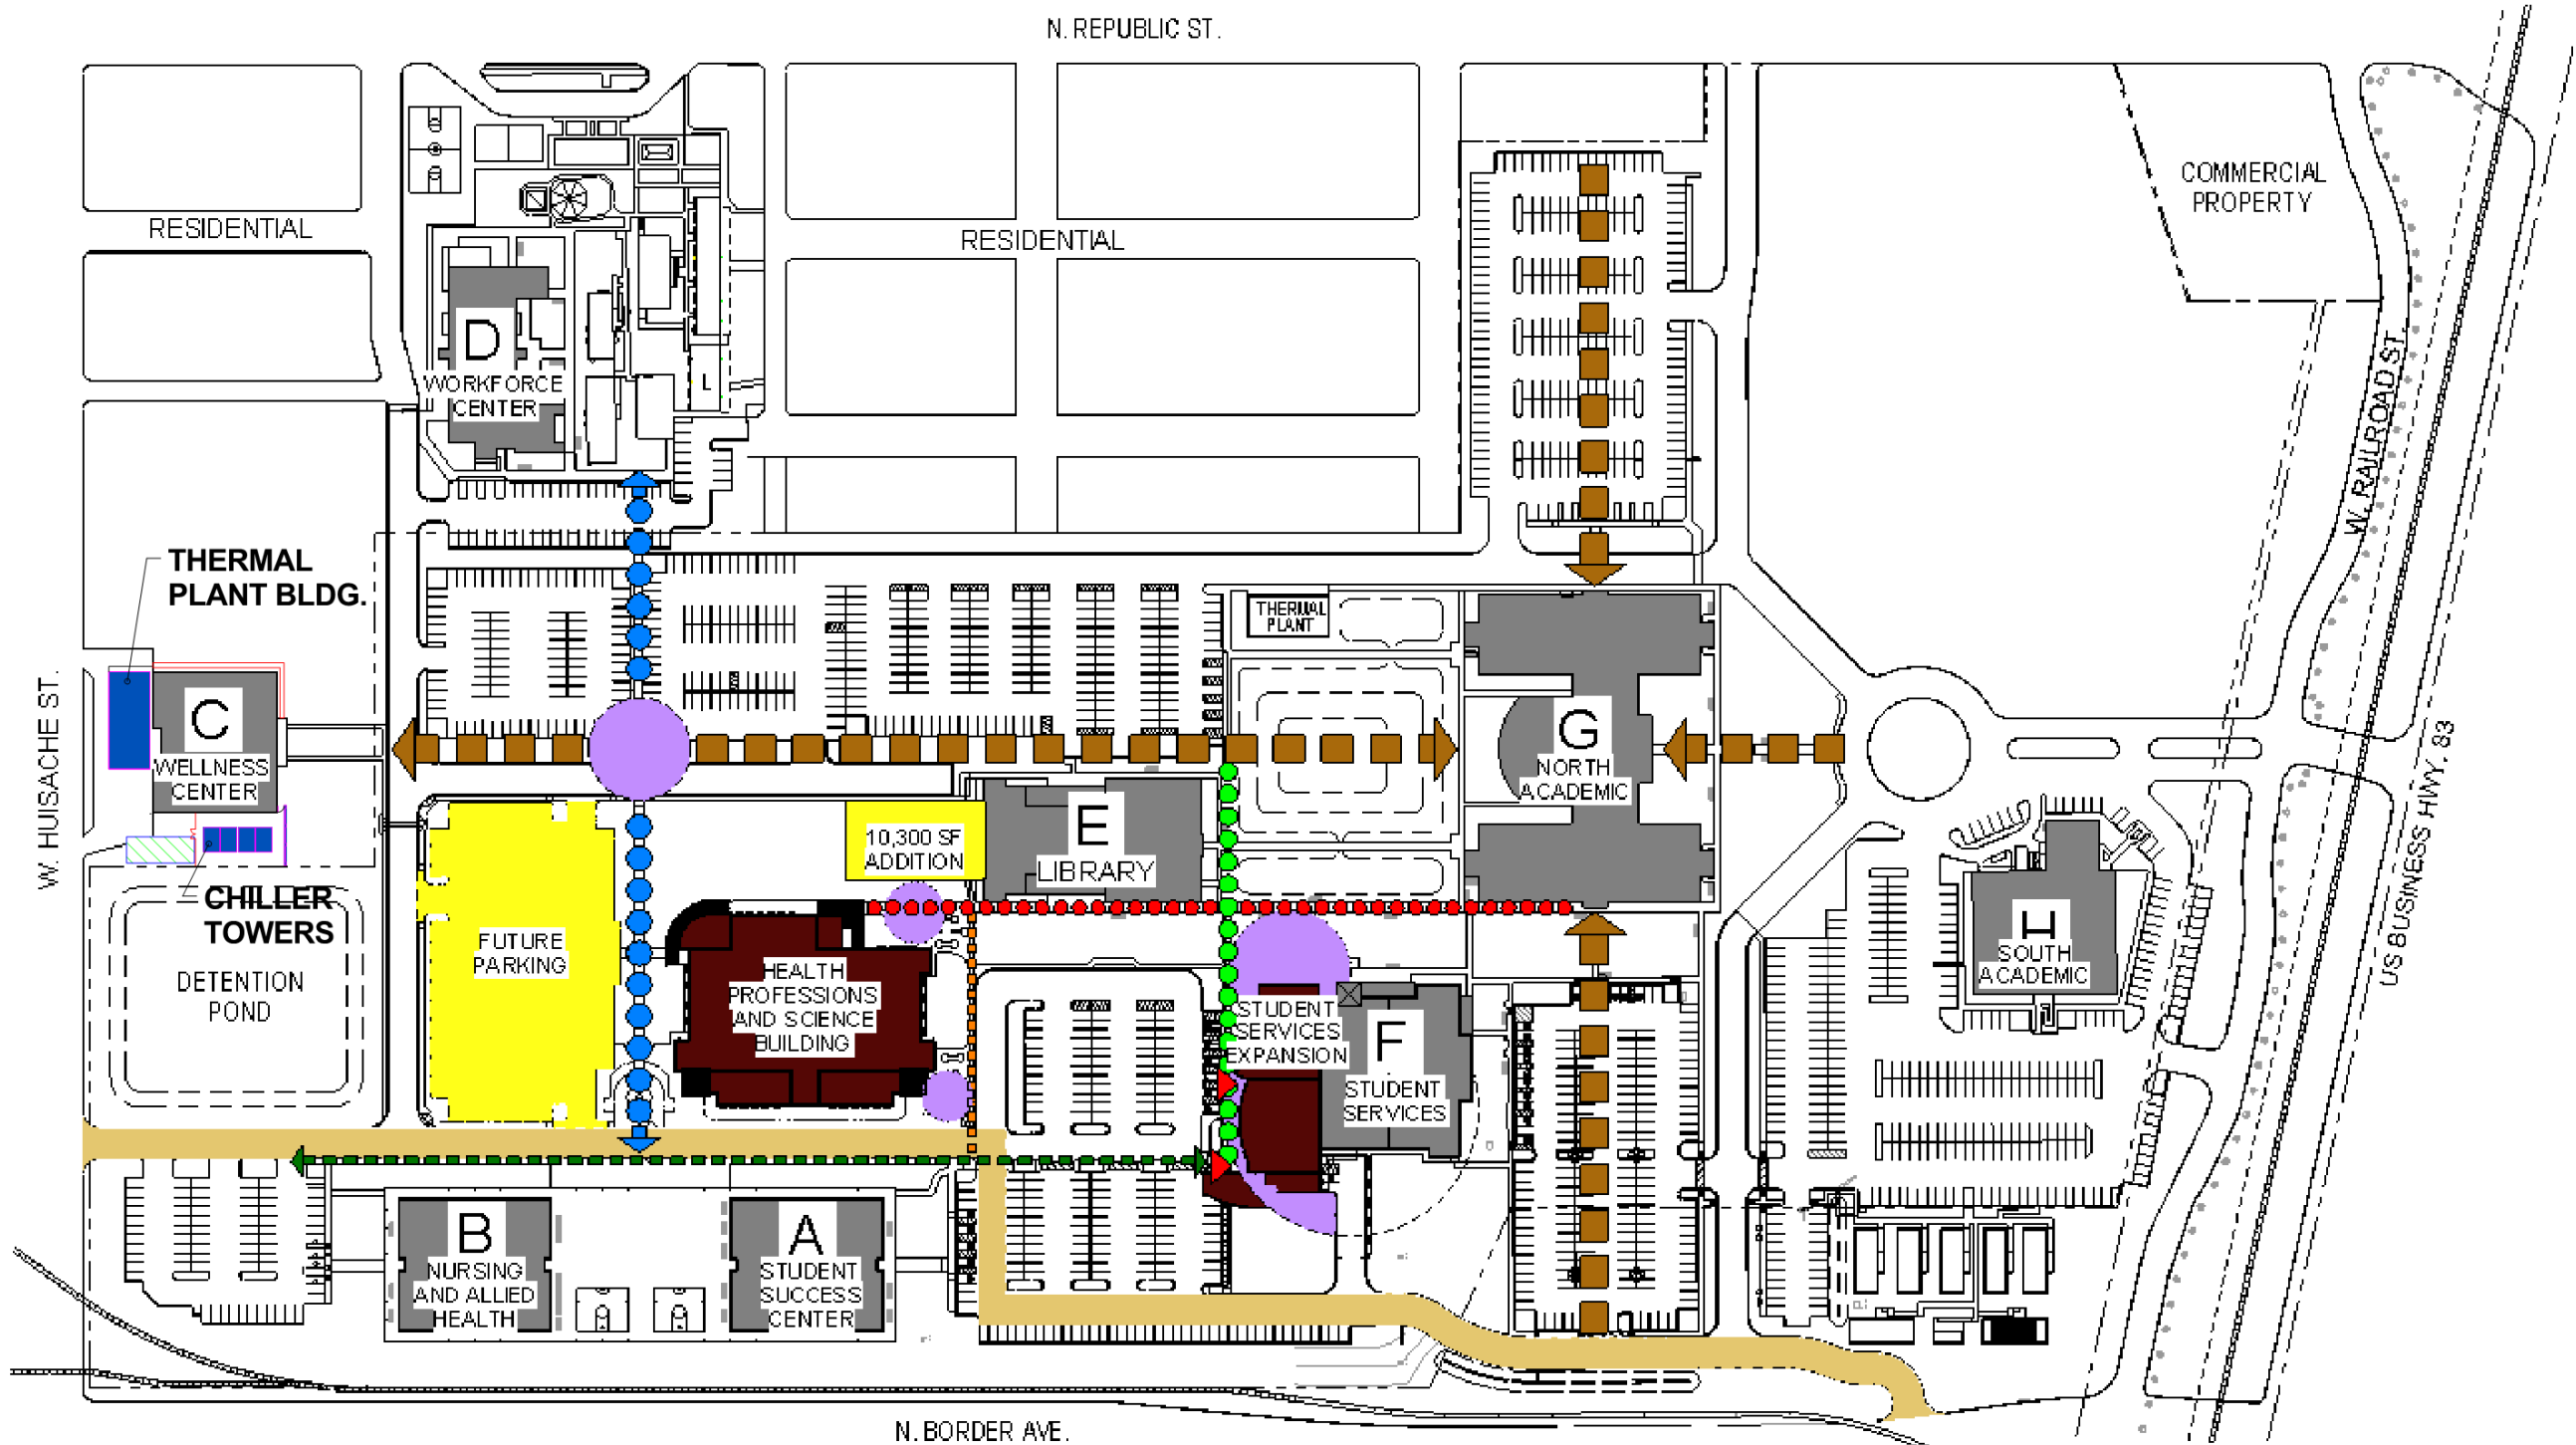 N. REPUBLIC ST.
COMMERCIAL
PROPERTY
RESIDENTIAL
RESIDENTIAL
D
WORKFORCE
CENTER
L
W. RAILROAD ST.
THERMAL
PLANT BLDG.
THERMAL
PLANT
W. HUISACHE ST.
C
WELLNESS
CENTER
G
NORTH
ACADEMIC
US BUSINESS HWY. 83
10,300 SF
ADDITION
E
LIBRARY
CHILLER
TOWERS
DETENTION
POND
FUTURE
PARKING
HEALTH
PROFESSIONS
AND SCIENCE
BUILDING
STUDENT
SERVICES
EXPANSION
F
STUDENT
SERVICES
H
SOUTH
ACADEMIC
B
NURSING
AND ALLIED
HEALTH
A
STUDENT
SUCCESS
CENTER
N. BORDER AVE.